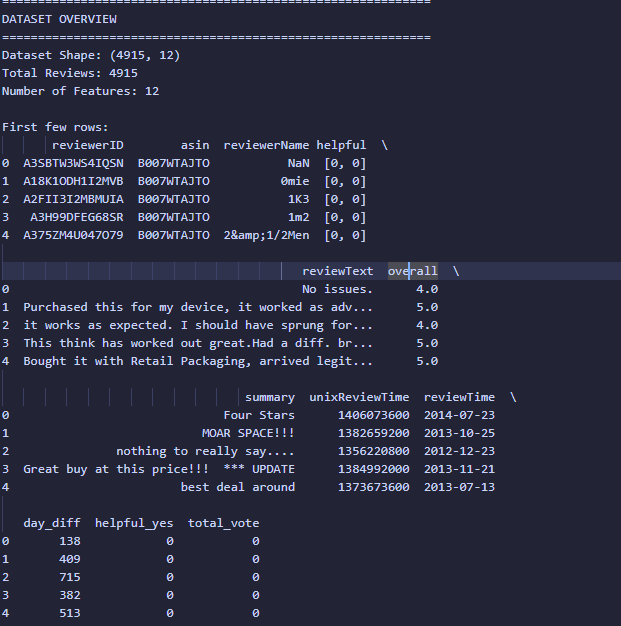 ============================================================
DATASET OVERVIEW
============================================================
Dataset Shape: (4915, 12)
Total Reviews: 4915
Number of Features: 12
First few rows:
reviewerID asin reviewerName helpful \
0 A3SBTW3WS4IQSN B007WTAJTO NaN [0, 0]
1 A18K1ODH1I2MVB B007WTAJTO 0mie [0, 0]
2 A2FII3I2MBMUIA B007WTAJTO 1K3 [0, 0]
3 A3H99DFEG68SR B007WTAJTO 1m2 [0, 0]
4 A375ZM4U047O79 B007WTAJTO 2&amp;1/2Men [0, 0]
reviewText overall \
0 No issues. 4.0
1 Purchased this for my device, it worked as adv... 5.0
2 it works as expected. I should have sprung for... 4.0
3 This think has worked out great.Had a diff. br... 5.0
4 Bought it with Retail Packaging, arrived legit... 5.0
summary unixReviewTime reviewTime \
0 Four Stars 1406073600 2014-07-23
1 MOAR SPACE!!! 1382659200 2013-10-25
2 nothing to really say.... 1356220800 2012-12-23
3 Great buy at this price!!! *** UPDATE 1384992000 2013-11-21
4 best deal around 1373673600 2013-07-13
day_diff helpful_yes total_vote
0 138 0 0
1 409 0 0
2 715 0 0
3 382 0 0
4 513 0 0